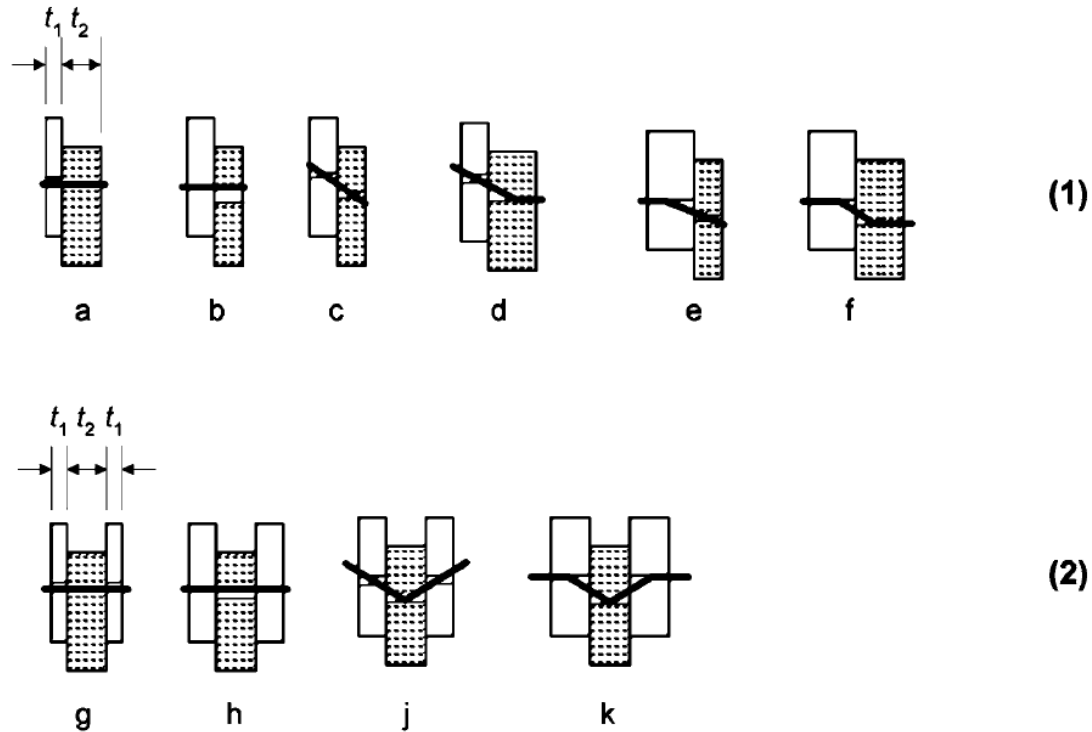 t₁ t₂
(1)
a b c d e f
t₁ t₂ t₁
(2)
g h j k